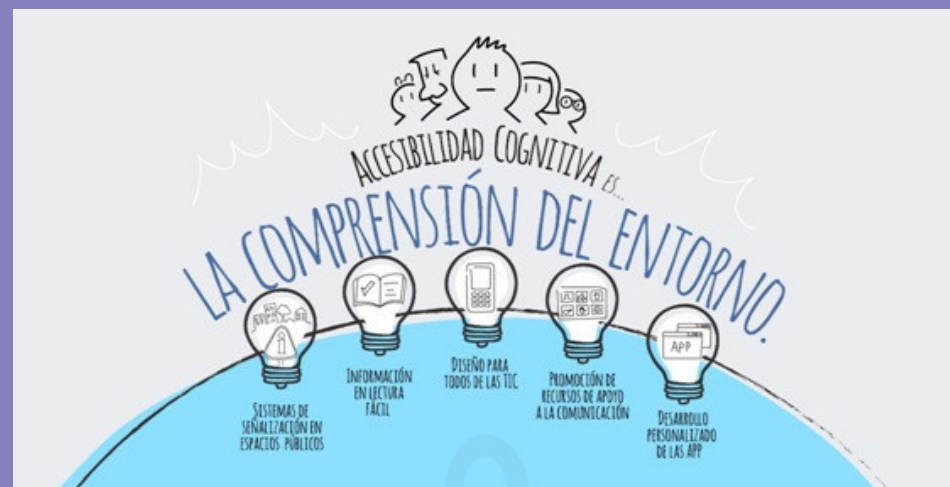 ACCESIBILIDAD COGNITIVA ES...
LA COMPRENSIÓN DEL ENTORNO.
SISTEMAS DE
SEÑALIZACIÓN EN
ESPACIOS PÚBLICOS
INFORMACIÓN
EN LECTURA
FÁCIL
DISEÑO PARA
TODOS DE LAS TIC
PROMOCIÓN DE
RECURSOS DE APOYO
A LA COMUNICACIÓN
APP
DESARROLLO
PERSONALIZADO
DE LAS APP